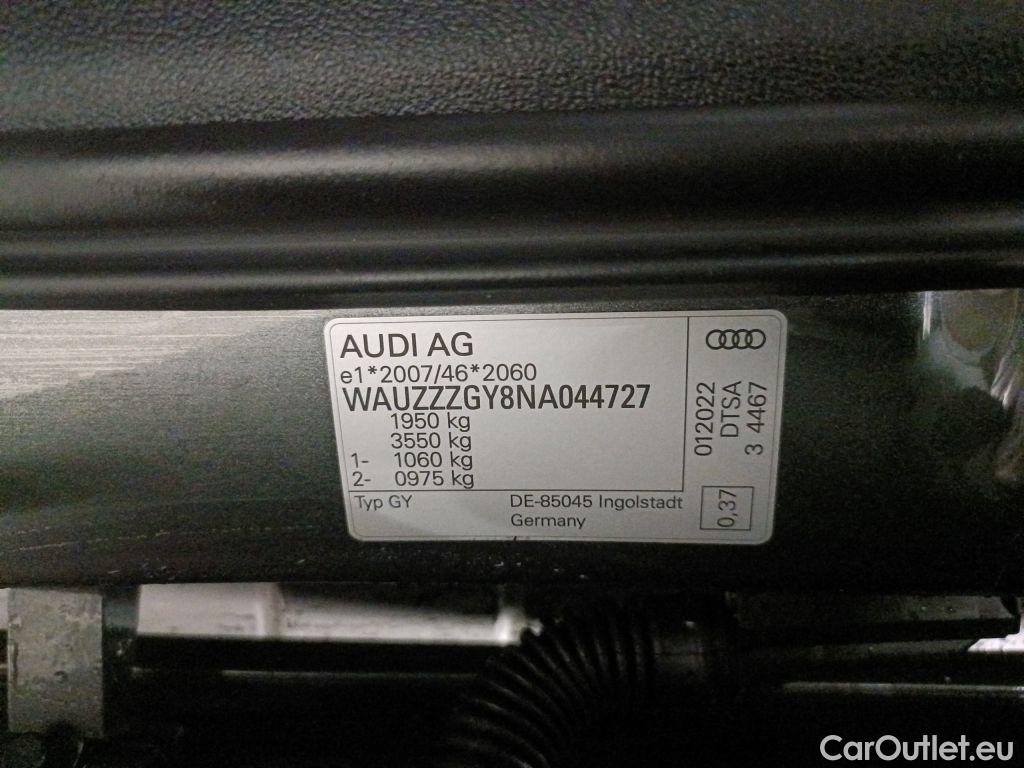 AUDI AG
e1*2007/46*2060
WAUZZZGY8NA044727
1950 kg
3550 kg
1- 1060 kg
2- 0975 kg
Typ GY
DE-85045 Ingolstadt
Germany
012022
DTSA
3 4467
0,37
CarOutlet.eu